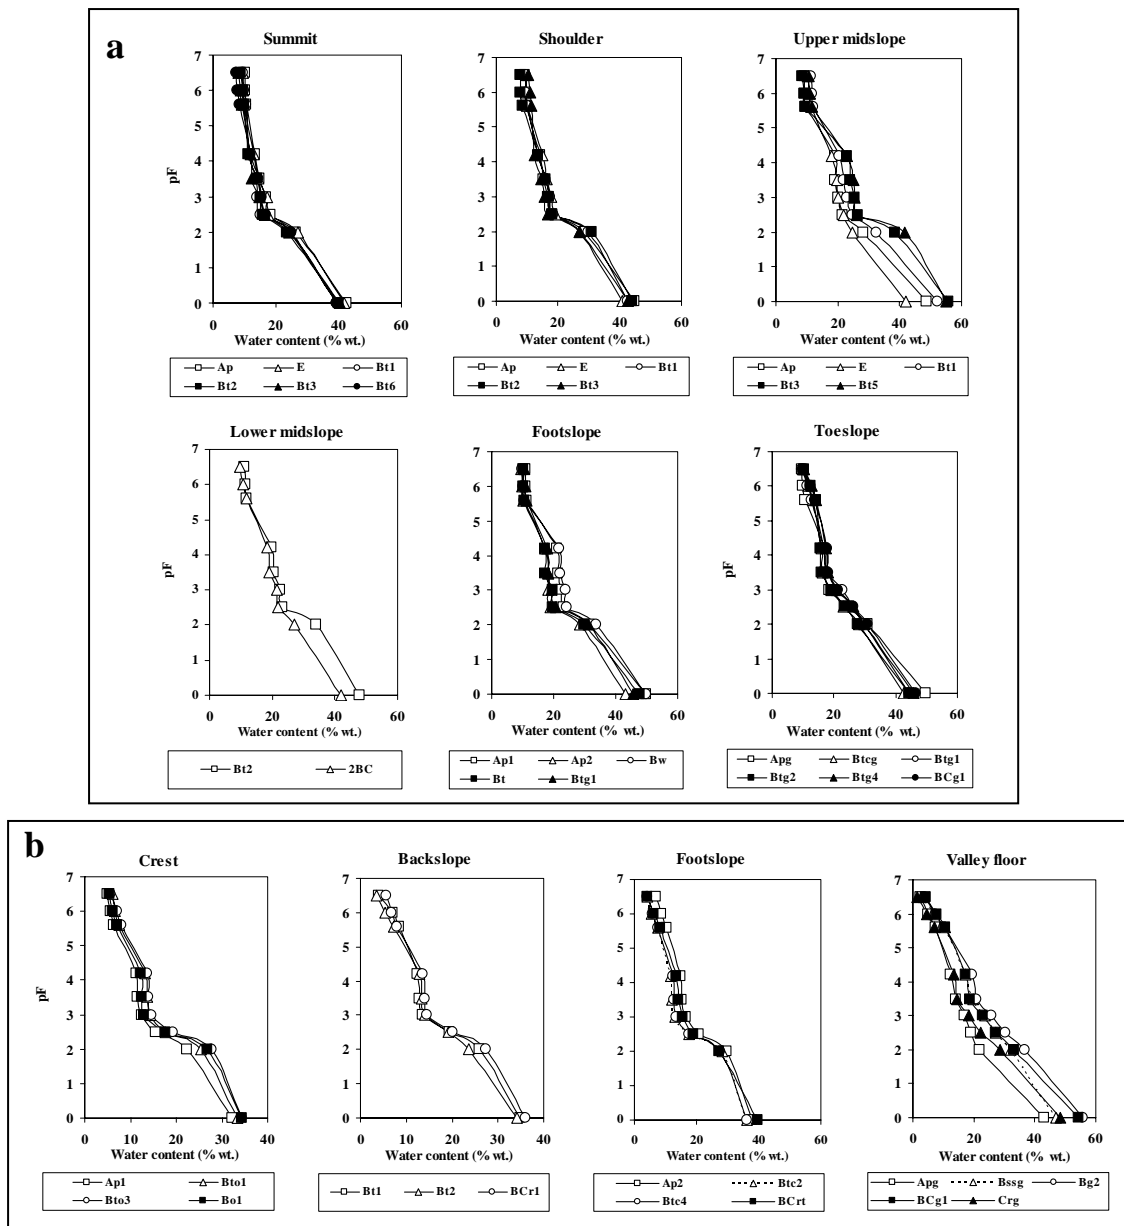 a
Summit
Shoulder
Upper midslope
7 6 5 4 3 2 1 0
pF
0 20 40 60
Water content (% wt.)
7 6 5 4 3 2 1 0
0 20 40 60
Water content (% wt.)
7 6 5 4 3 2 1 0
0 20 40 60
Water content (% wt.)
Ap E Bt1
Bt2 Bt3 Bt6
Ap E Bt1
Bt2 Bt3
Ap E Bt1
Bt3 Bt5
Lower midslope
Footslope
Toeslope
7 6 5 4 3 2 1 0
pF
0 20 40 60
Water content (% wt.)
7 6 5 4 3 2 1 0
0 20 40 60
Water content (% wt.)
7 6 5 4 3 2 1 0
pF
0 20 40 60
Water content (% wt.)
Bt2 2BC
Ap1 Ap2 Bw
Bt Btg1
Apg Btcg Btg1
Btg2 Btg4 BCg1
b
Crest
Backslope
Footslope
Valley floor
7 6 5 4 3 2 1 0
pF
0 10 20 30 40
Water content (% wt.)
7 6 5 4 3 2 1 0
0 10 20 30 40
Water content (% wt.)
7 6 5 4 3 2 1 0
0 20 40 60
Water content (% wt.)
7 6 5 4 3 2 1 0
0 20 40 60
Water content (% wt.)
Ap1 Bto1
Bto3 Bo1
Bt1 Bt2 BCr1
Ap2 Btc2
Btc4 BCrt
Apg Bssg Bg2
BCg1 Crg